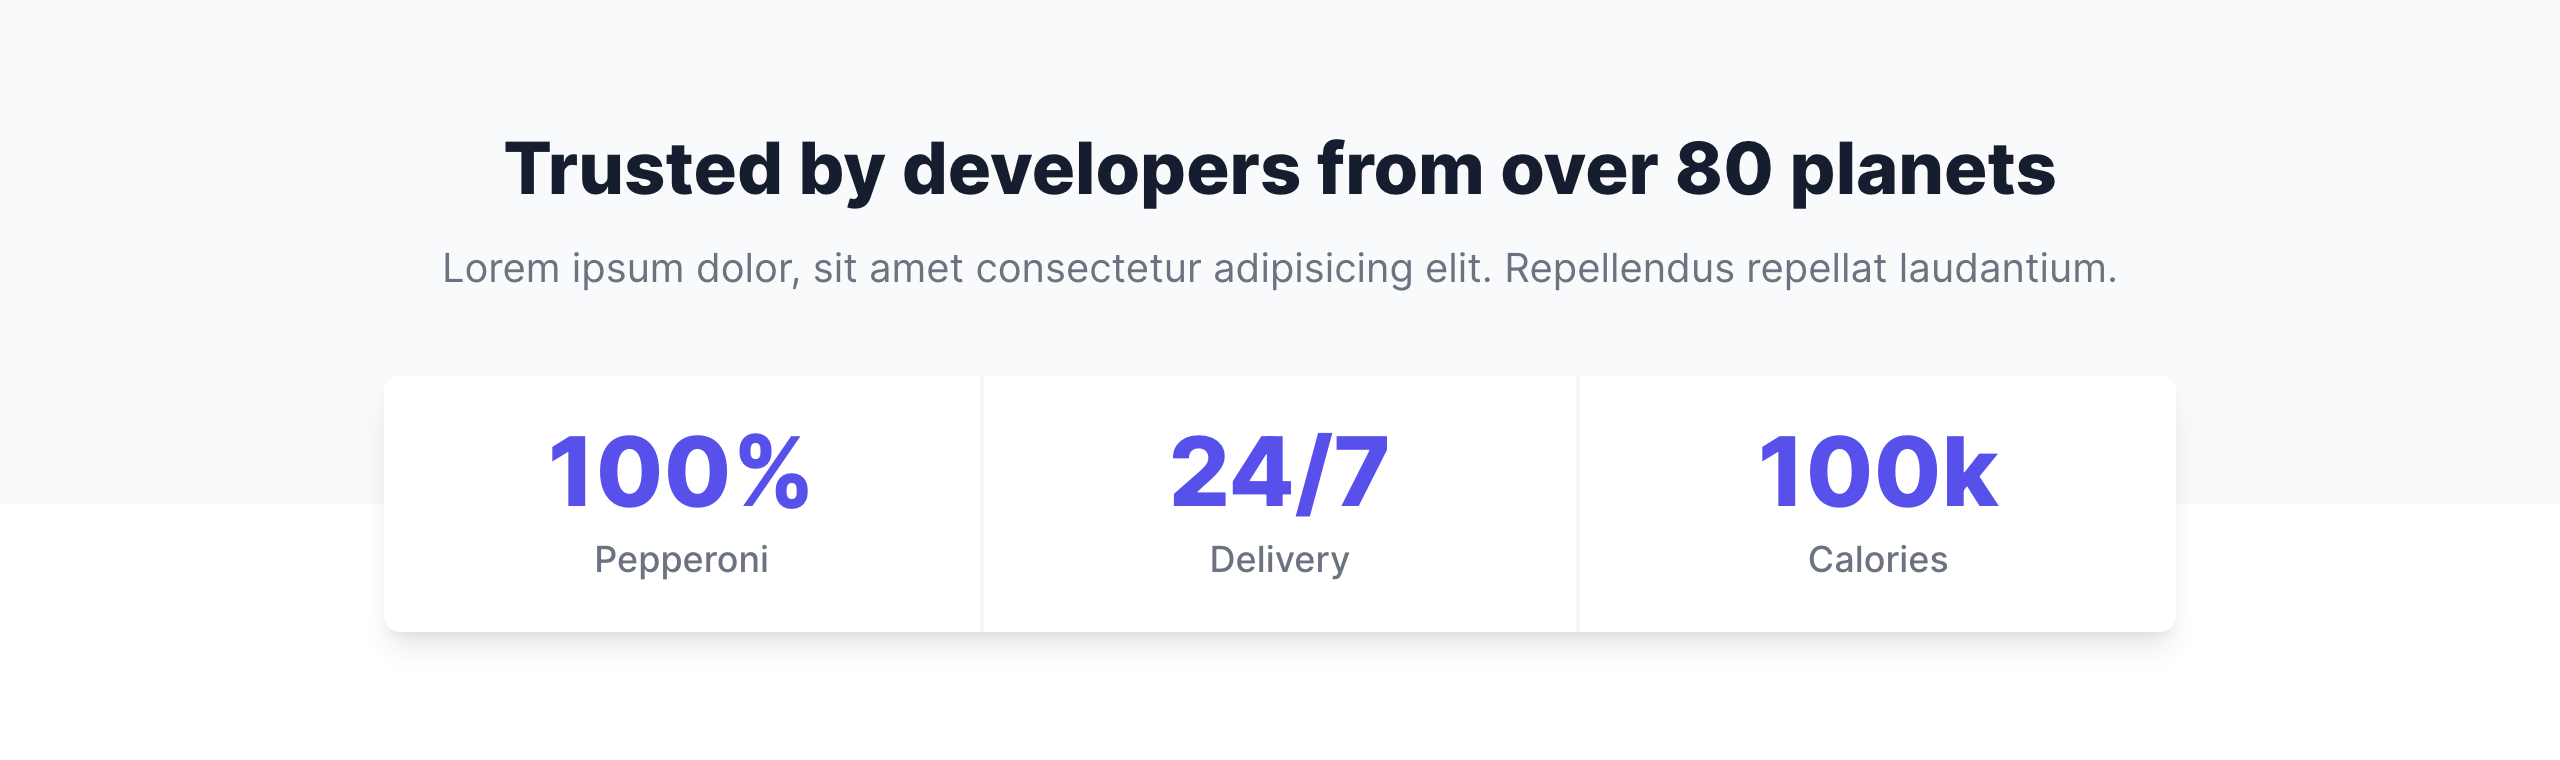 Trusted by developers from over 80 planets
Lorem ipsum dolor, sit amet consectetur adipisicing elit. Repellendus repellat laudantium.
100%
Pepperoni
24/7
Delivery
100k
Calories